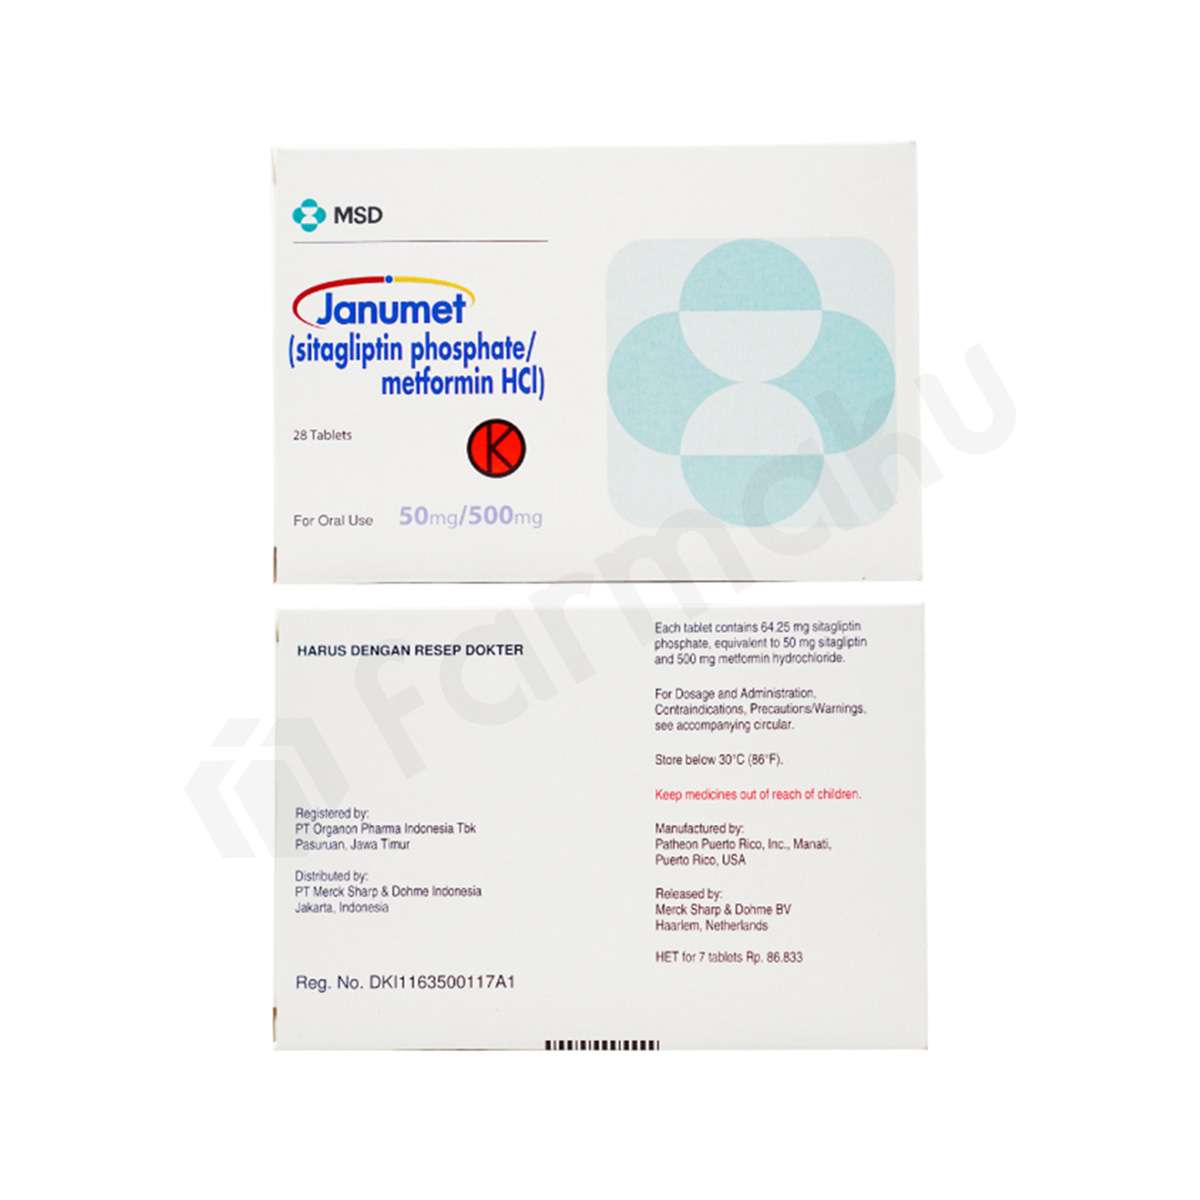 MSD
Janumet
(sitagliptin phosphate/
metformin HCl)
28 Tablets
K
For Oral Use
50mg/500mg
HARUS DENGAN RESEP DOKTER
Registered by:
PT Organon Pharma Indonesia Tbk
Pasuruan, Jawa Timur
Distributed by:
PT Merck Sharp & Dohme Indonesia
Jakarta, Indonesia
Reg. No. DKI1163500117A1
Each tablet contains 64.25 mg sitagliptin
phosphate, equivalent to 50 mg sitagliptin
and 500 mg metformin hydrochloride.
For Dosage and Administration,
Contraindications, Precautions/Warnings,
see accompanying circular.
Store below 30°C (86°F).
Keep medicines out of reach of children.
Manufactured by:
Patheon Puerto Rico, Inc., Manati,
Puerto Rico, USA
Released by:
Merck Sharp & Dohme BV
Haarlem, Netherlands
HET for 7 tablets Rp. 86.833
farmaku